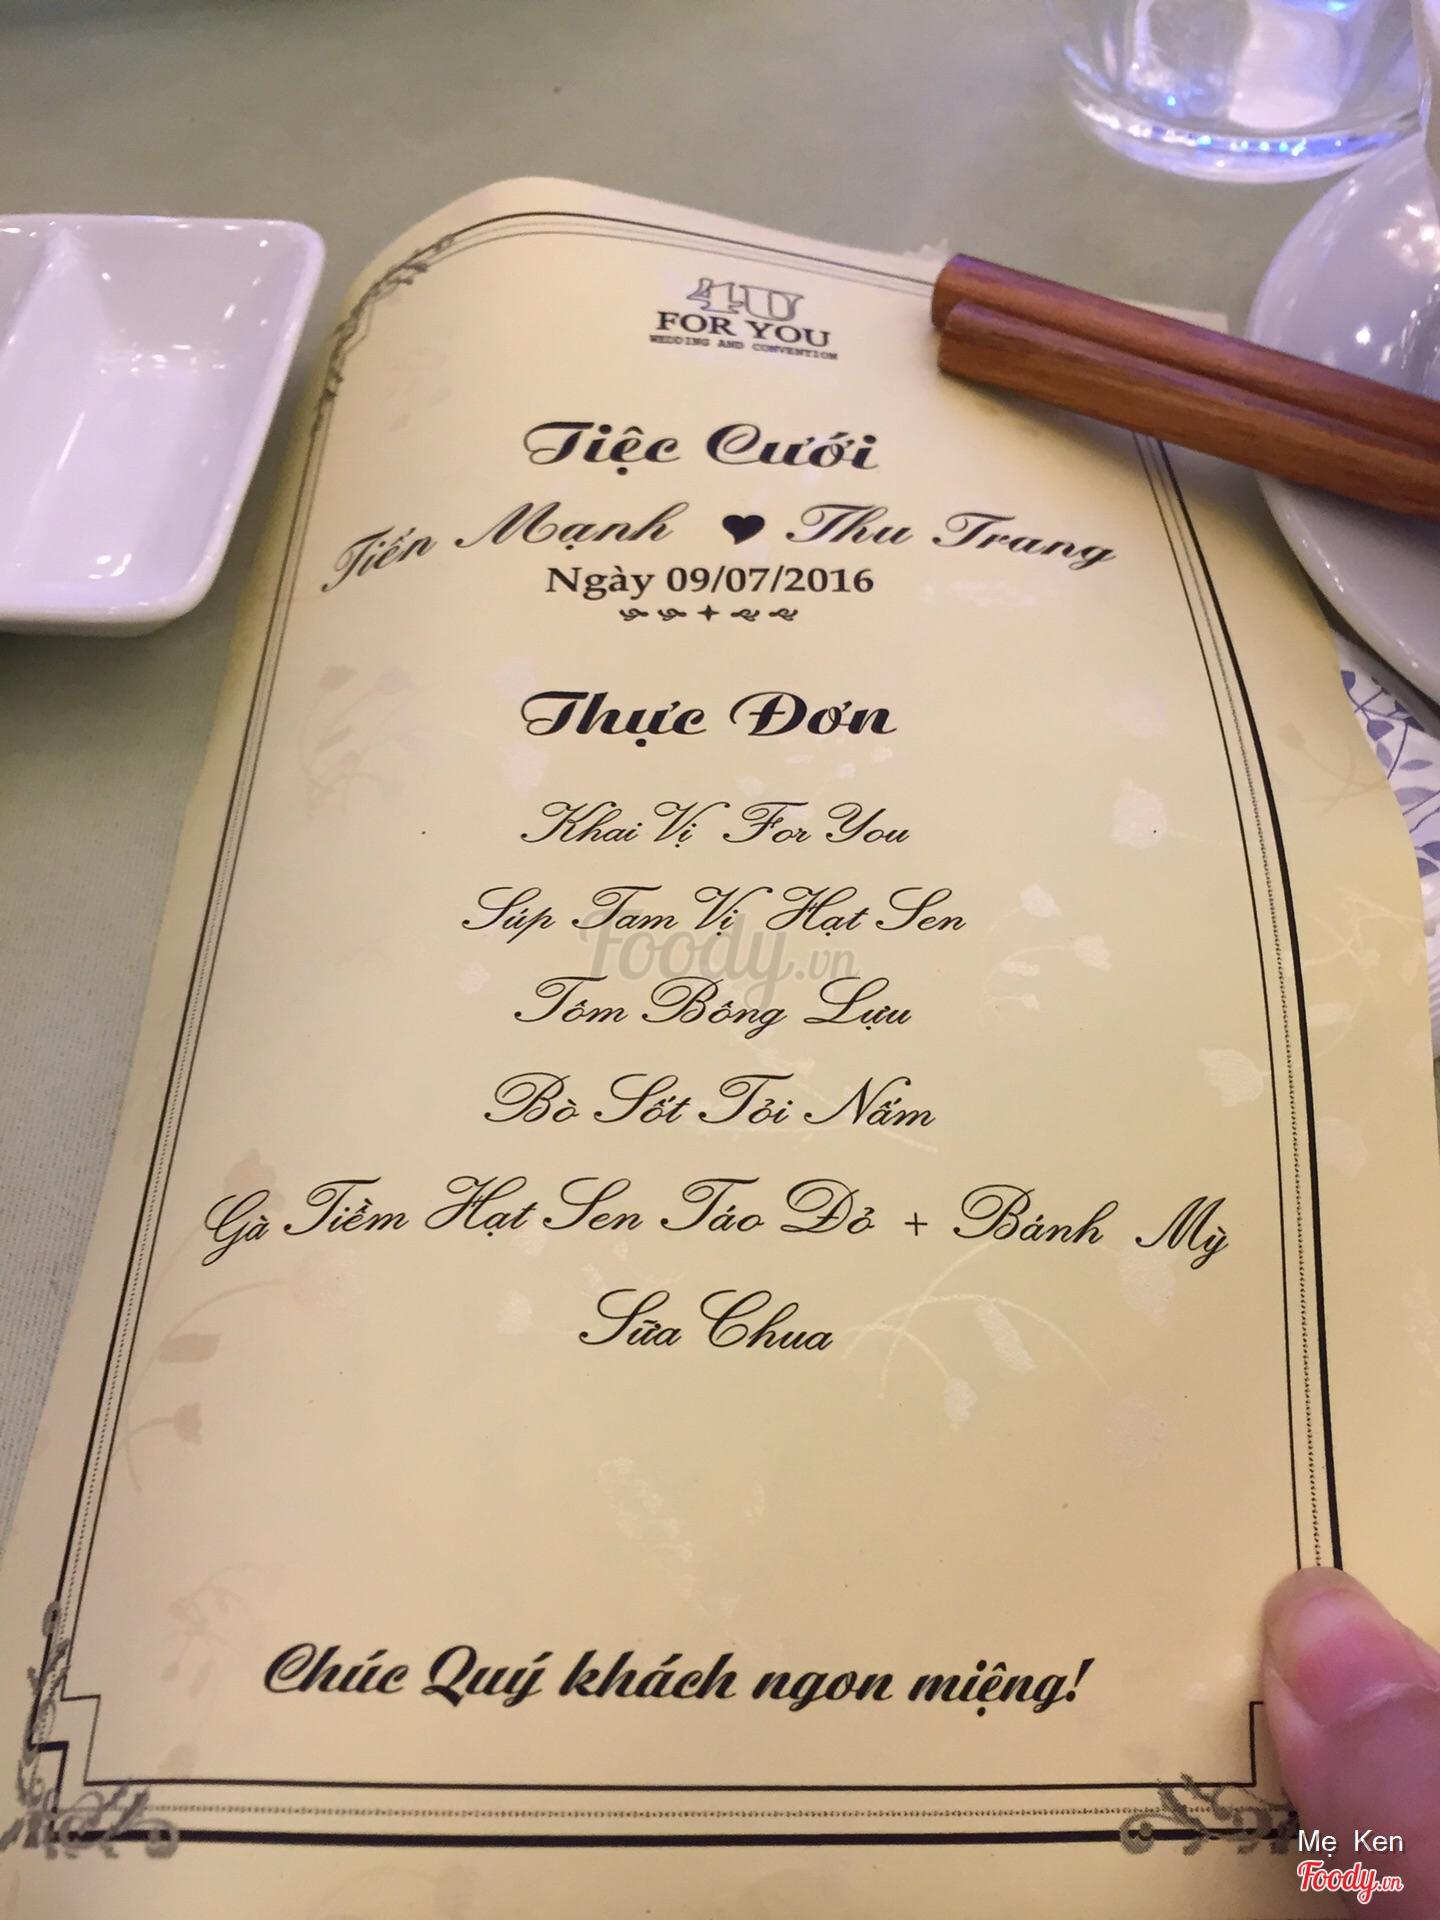 4U
FOR YOU
WEDDING AND CONVENTION
Tiệc Cưới
Tiến Mạnh ♥ Thu Trang
Ngày 09/07/2016
Thực Đơn
Khai Vị For You
Súp Tam Vị Hạt Sen
Foody.vn
Tôm Bông Lựu
Bò Sốt Tỏi Nấm
Gà Tiềm Hạt Sen Táo Đỏ + Bánh Mỳ
Sữa Chua
Chúc Quý khách ngon miệng!
Mẹ Ken
Foody.vn